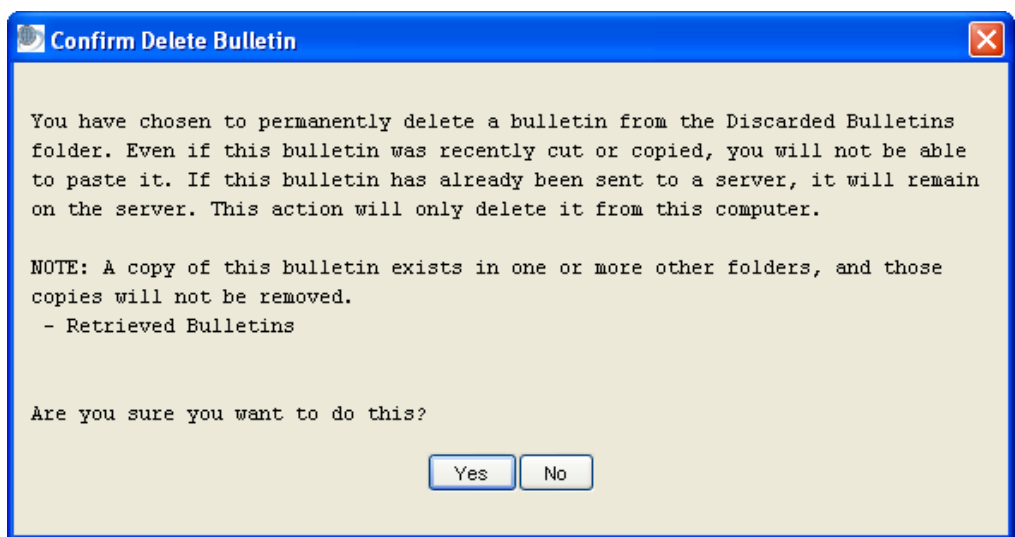 Confirm Delete Bulletin
You have chosen to permanently delete a bulletin from the Discarded Bulletins
folder. Even if this bulletin was recently cut or copied, you will not be able
to paste it. If this bulletin has already been sent to a server, it will remain
on the server. This action will only delete it from this computer.
NOTE: A copy of this bulletin exists in one or more other folders, and those
copies will not be removed.
- Retrieved Bulletins
Are you sure you want to do this?
Yes No